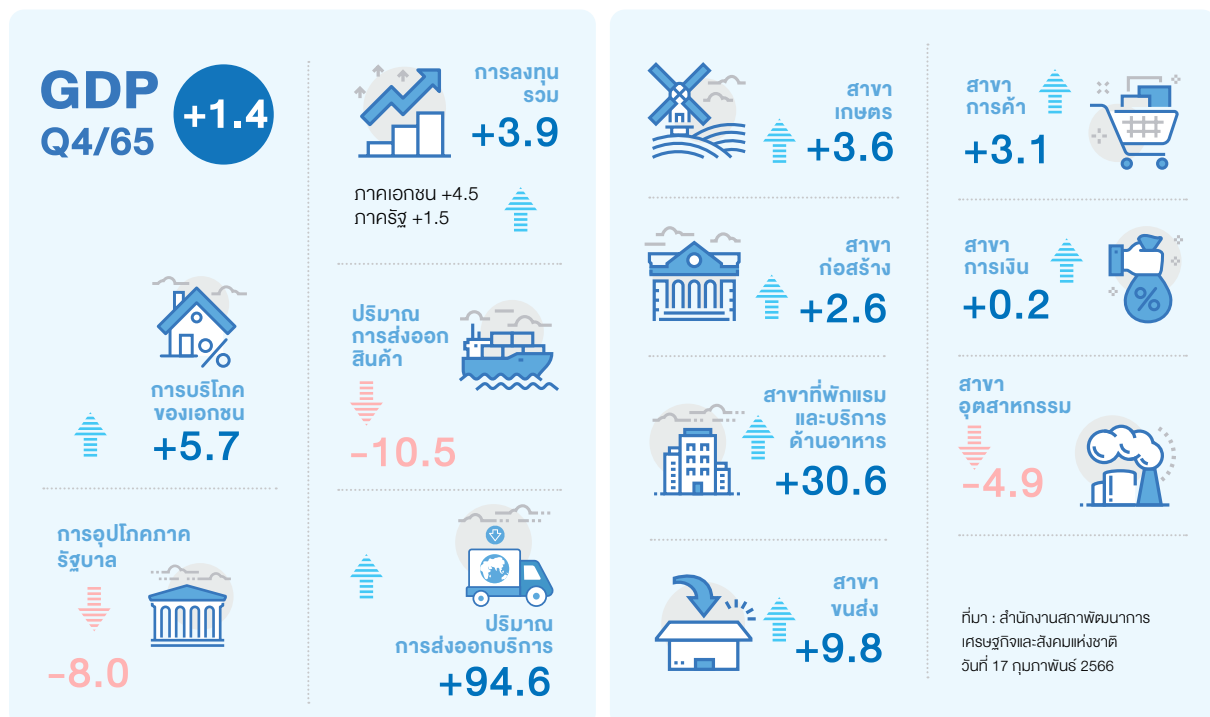 GDP
Q4/65
+1.4
การลงทุน
รวม
+3.9
ภาคเอกชน +4.5
ภาครัฐ +1.5
การบริโภค
ของเอกชน
+5.7
ปริมาณ
การส่งออก
สินค้า
-10.5
การอุปโภคภาค
รัฐบาล
-8.0
ปริมาณ
การส่งออกบริการ
+94.6
สาขา
เกษตร
+3.6
สาขา
การค้า
+3.1
สาขา
ก่อสร้าง
+2.6
สาขา
การเงิน
+0.2
%
%
สาขาที่พักแรม
และบริการ
ด้านอาหาร
+30.6
สาขา
อุตสาหกรรม
-4.9
สาขา
ขนส่ง
+9.8
ที่มา : สำนักงานสภาพัฒนาการ
เศรษฐกิจและสังคมแห่งชาติ
วันที่ 17 กุมภาพันธ์ 2566